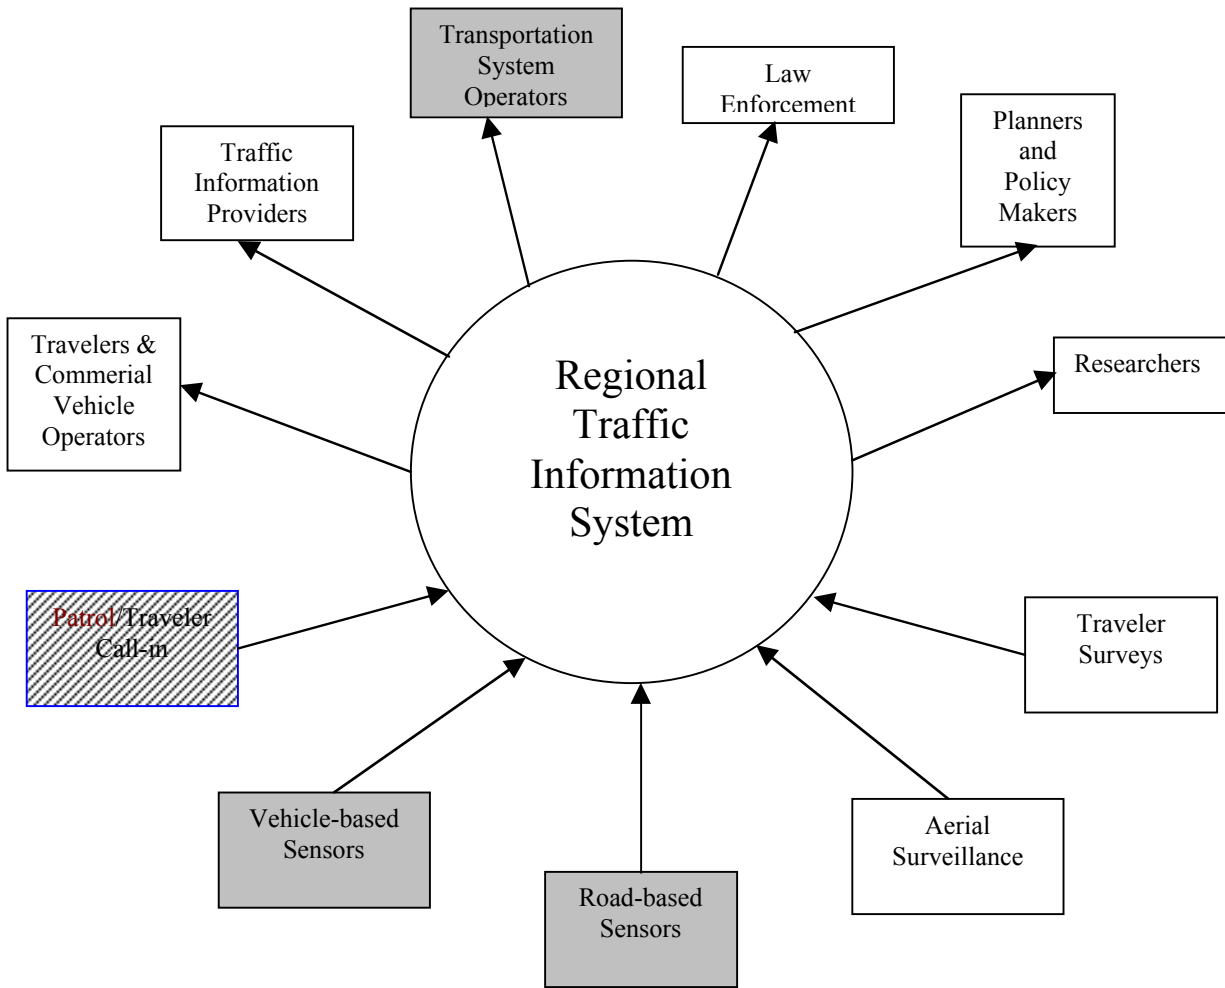 Transportation
System
Operators
Law
Enforcement
Planners
and
Policy
Makers
Traffic
Information
Providers
Travelers &
Commerial
Vehicle
Operators
Regional
Traffic
Information
System
Researchers
Patrol/Traveler
Call-in
Traveler
Surveys
Vehicle-based
Sensors
Road-based
Sensors
Aerial
Surveillance